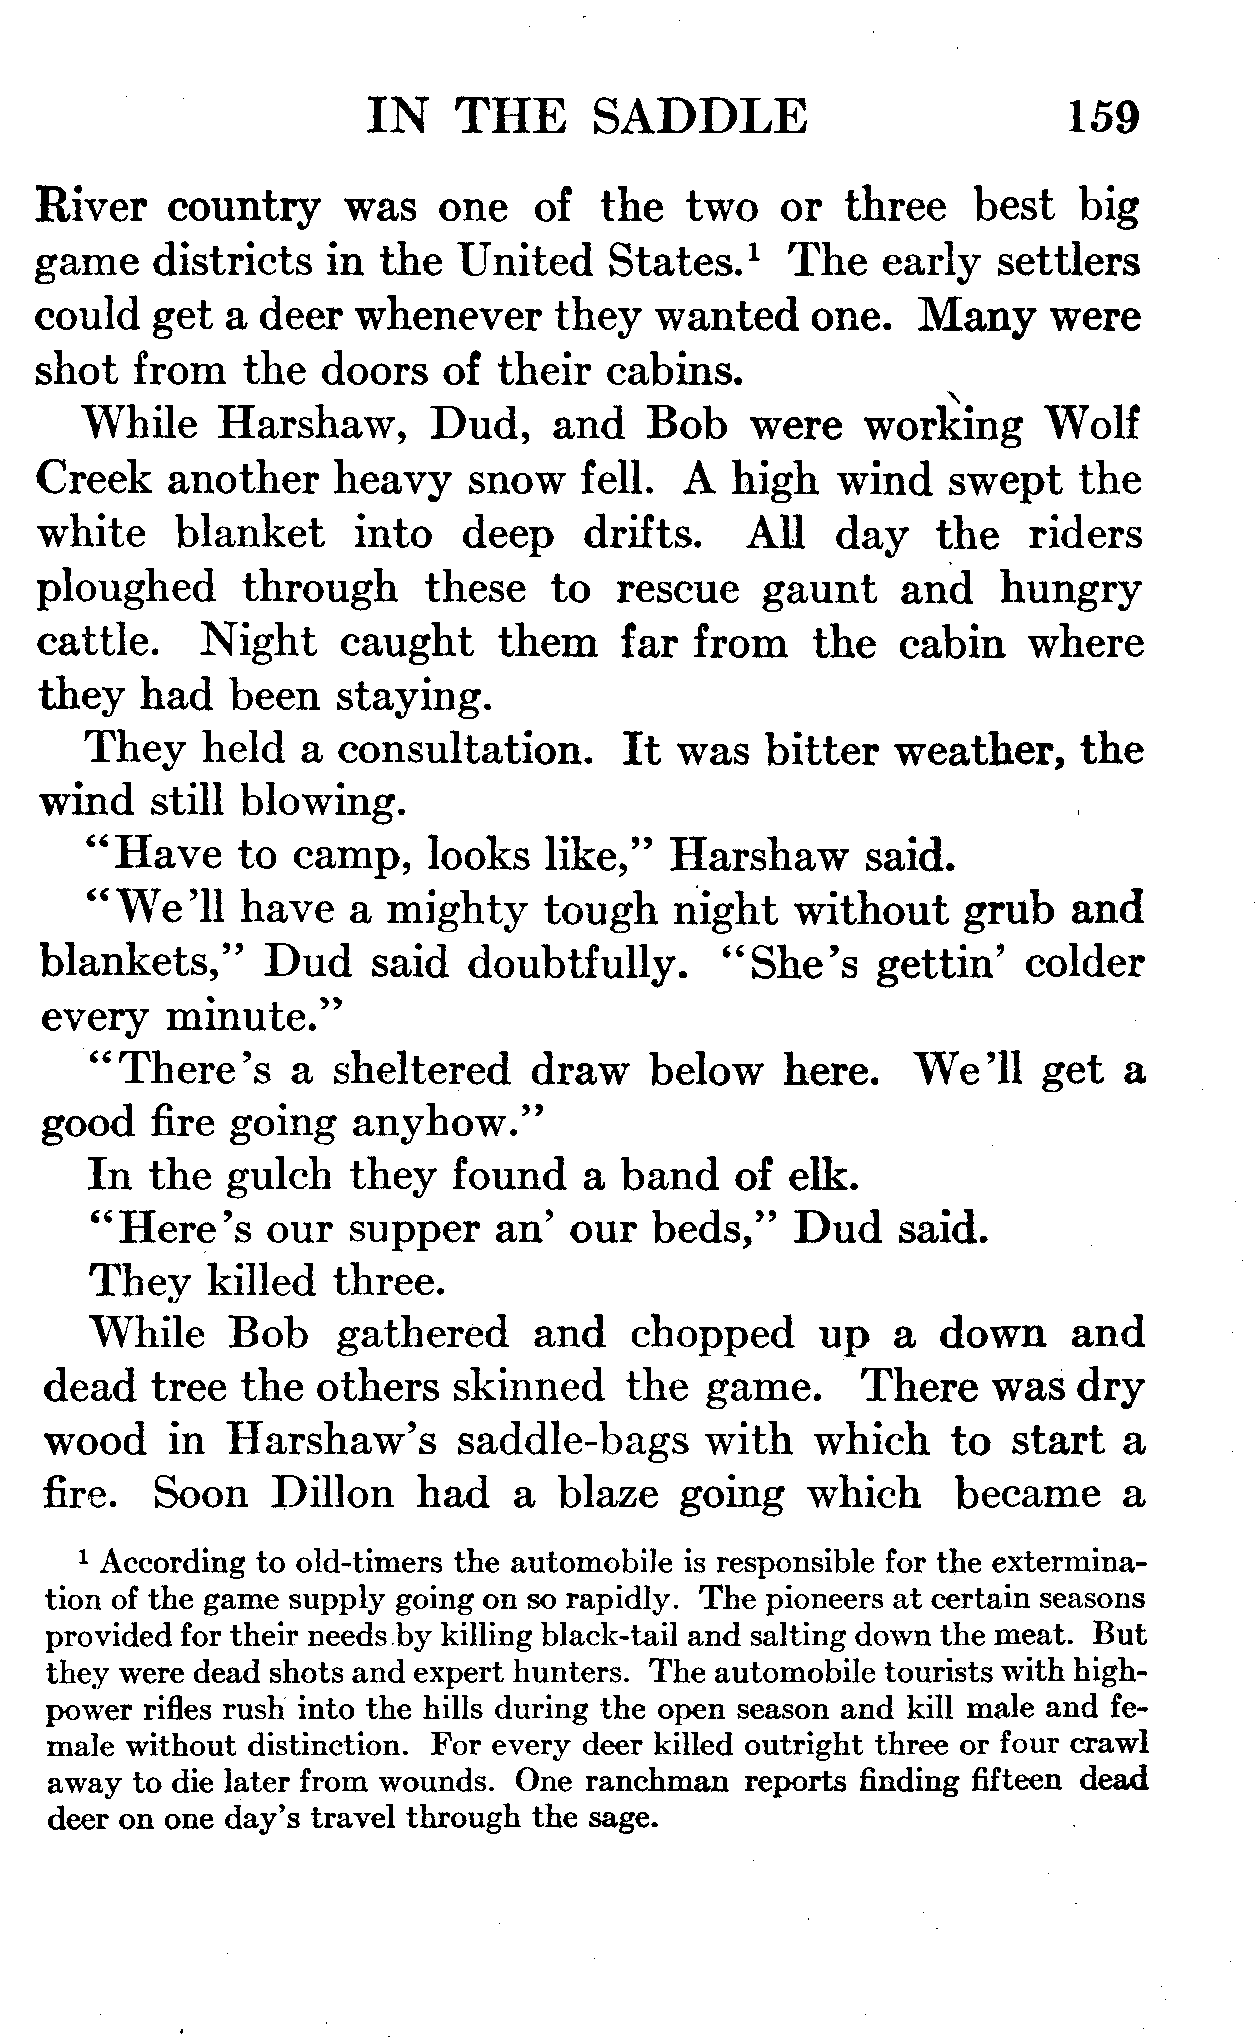 IN THE SADDLE 159
River country was one of the two or three best big
game districts in the United States.¹ The early settlers
could get a deer whenever they wanted one. Many were
shot from the doors of their cabins.
While Harshaw, Dud, and Bob were working Wolf
Creek another heavy snow fell. A high wind swept the
white blanket into deep drifts. All day the riders
ploughed through these to rescue gaunt and hungry
cattle. Night caught them far from the cabin where
they had been staying.
They held a consultation. It was bitter weather, the
wind still blowing.
“Have to camp, looks like,” Harshaw said.
“We’ll have a mighty tough night without grub and
blankets,” Dud said doubtfully. “She’s gettin’ colder
every minute.”
“There’s a sheltered draw below here. We’ll get a
good fire going anyhow.”
In the gulch they found a band of elk.
“Here’s our supper an’ our beds,” Dud said.
They killed three.
While Bob gathered and chopped up a down and
dead tree the others skinned the game. There was dry
wood in Harshaw’s saddle-bags with which to start a
fire. Soon Dillon had a blaze going which became a
¹ According to old-timers the automobile is responsible for the extermina-
tion of the game supply going on so rapidly. The pioneers at certain seasons
provided for their needs by killing black-tail and salting down the meat. But
they were dead shots and expert hunters. The automobile tourists with high-
power rifles rush into the hills during the open season and kill male and fe-
male without distinction. For every deer killed outright three or four crawl
away to die later from wounds. One ranchman reports finding fifteen dead
deer on one day’s travel through the sage.